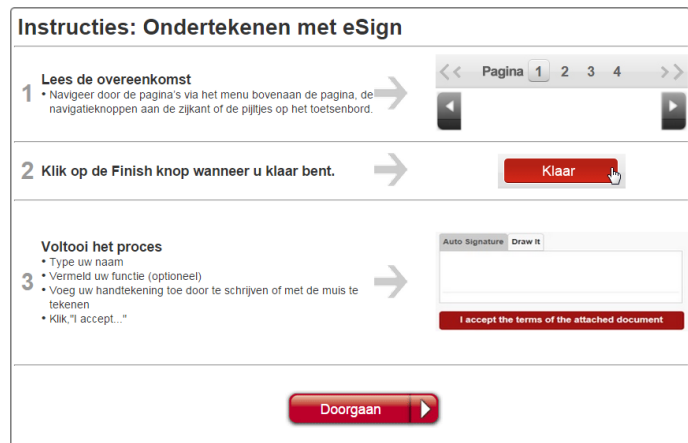 Instructies: Ondertekenen met eSign
1
Lees de overeenkomst
• Navigeer door de pagina's via het menu bovenaan de pagina, de
navigatieknoppen aan de zijkant of de pijltjes op het toetsenbord.
<< Pagina 1 2 3 4 >>
2 Klik op de Finish knop wanneer u klaar bent.
Klaar
3
Voltooi het proces
• Type uw naam
• Vermeld uw functie (optioneel)
• Voeg uw handtekening toe door te schrijven of met de muis te
tekenen
• Klik,"I accept..."
Auto Signature Draw It
I accept the terms of the attached document
Doorgaan